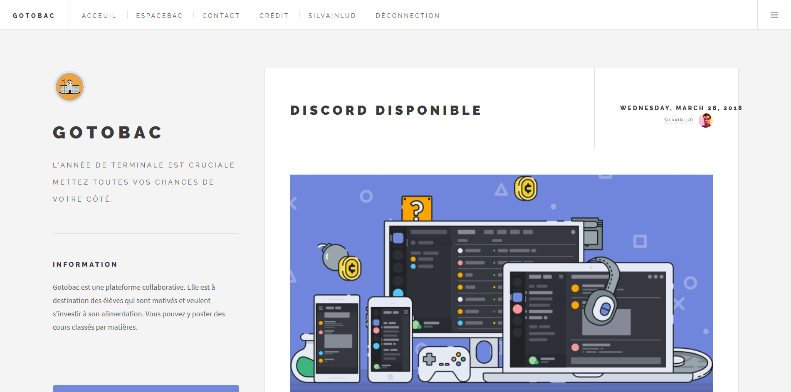 GOTOBAC ACCEUIL ESPACEBAC CONTACT CRÉDIT SILVAINLUD DÉCONNECTION
GOTOBAC
L'ANNÉE DE TERMINALE EST CRUCIALE.
METTEZ TOUTES VOS CHANCES DE
VOTRE CÔTÉ.
INFORMATION
Gotobac est une plateforme collaborative. Elle est à
destination des élèves qui sont motivés et veulent
s'investir à son alimentation. Vous pouvez y poster des
cours classés par matières.
DISCORD DISPONIBLE
WEDNESDAY, MARCH 28, 2018
SILVAINLUD
?